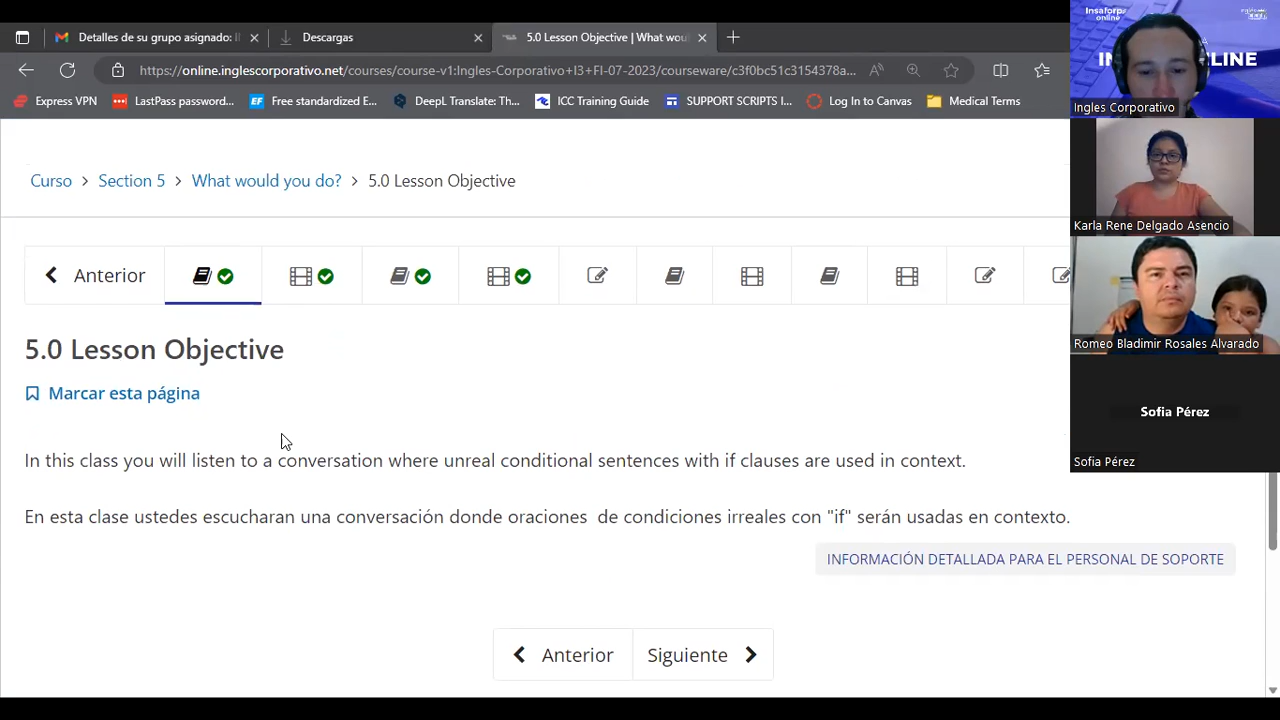 Detalles de su grupo asignado: II
Descargas
5.0 Lesson Objective | What wou
https://online.inglescorporativo.net/courses/course-v1:Ingles-Corporativo+I3+FI-07-2023/courseware/c3f0bc51c3154378a...
Express VPN
LastPass password...
Free standardized E...
DeepL Translate: Th...
ICC Training Guide
SUPPORT SCRIPTS I...
Log In to Canvas
Medical Terms
Curso > Section 5 > What would you do? > 5.0 Lesson Objective
Anterior
5.0 Lesson Objective
Marcar esta página
In this class you will listen to a conversation where unreal conditional sentences with if clauses are used in context.
En esta clase ustedes escucharan una conversación donde oraciones de condiciones irreales con "if" serán usadas en contexto.
INFORMACIÓN DETALLADA PARA EL PERSONAL DE SOPORTE
Anterior
Siguiente
Insaforp
online
LINE
Ingles Corporativo
Karla Rene Delgado Asencio
Romeo Bladimir Rosales Alvarado
Sofia Pérez
Sofia Pérez